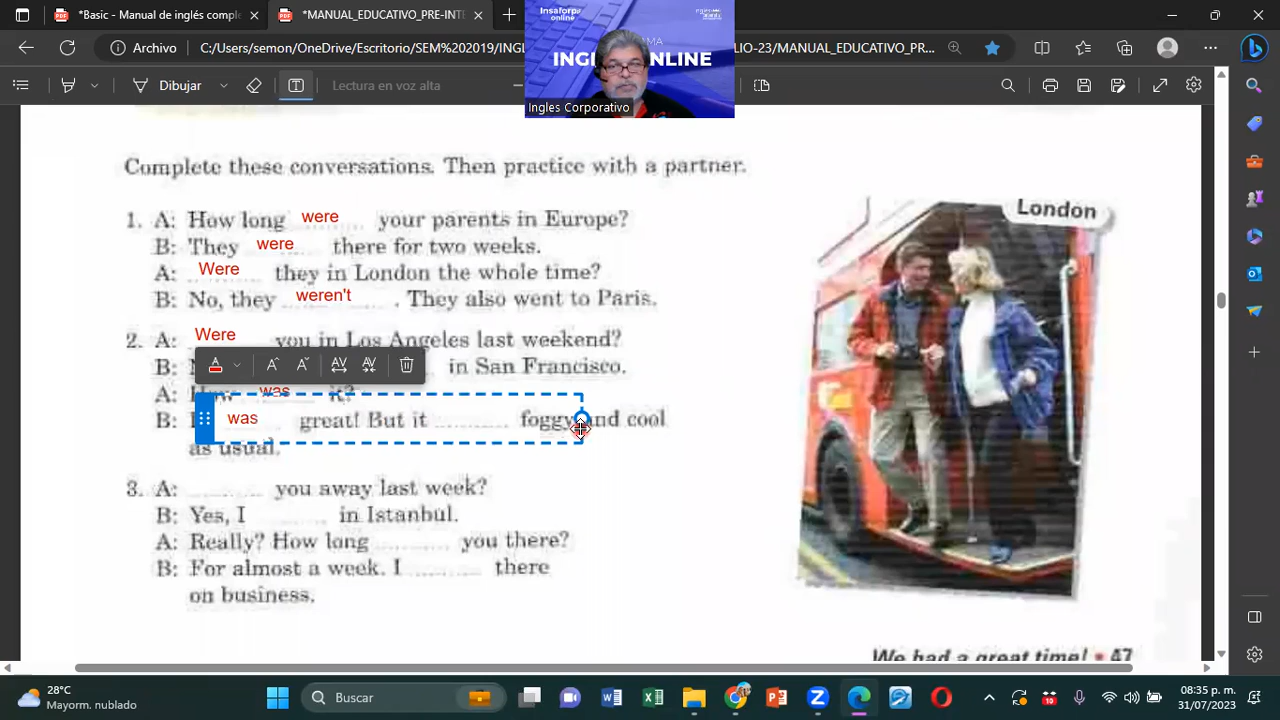 *Basic - Manual de inglés comple
*MANUAL_EDUCATIVO_PRE-INTE
Archivo
C:/Users/semon/OneDrive/Escritorio/SEM%202019/INGL
LIO-23/MANUAL_EDUCATIVO_PR...
Dibujar
Lectura en voz alta
Insaforp
online
INGL NLINE
Ingles Corporativo
Complete these conversations. Then practice with a partner.
1. A: How long were your parents in Europe?
B: They were there for two weeks.
A: Were they in London the whole time?
B: No, they weren't. They also went to Paris.
2. A: Were you in Los Angeles last weekend?
B: in San Francisco.
A: How was it?
B: was great! But it foggy and cool
as usual.
3. A: you away last week?
B: Yes, I in Istanbul.
A: Really? How long you there?
B: For almost a week. I there
on business.
London
We had a great time! • 47
28°C
Mayorm. nublado
Buscar
08:35 p. m.
31/07/2023